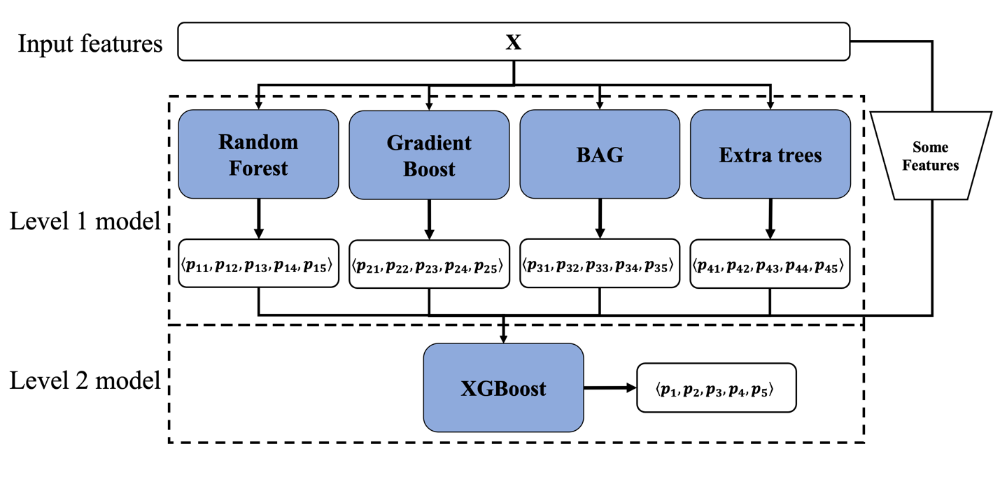 Input features
X
Random
Forest
Gradient
Boost
BAG
Extra trees
Some
Features
Level 1 model
⟨p₁₁, p₁₂, p₁₃, p₁₄, p₁₅⟩
⟨p₂₁, p₂₂, p₂₃, p₂₄, p₂₅⟩
⟨p₃₁, p₃₂, p₃₃, p₃₄, p₃₅⟩
⟨p₄₁, p₄₂, p₄₃, p₄₄, p₄₅⟩
Level 2 model
XGBoost
⟨p₁, p₂, p₃, p₄, p₅⟩